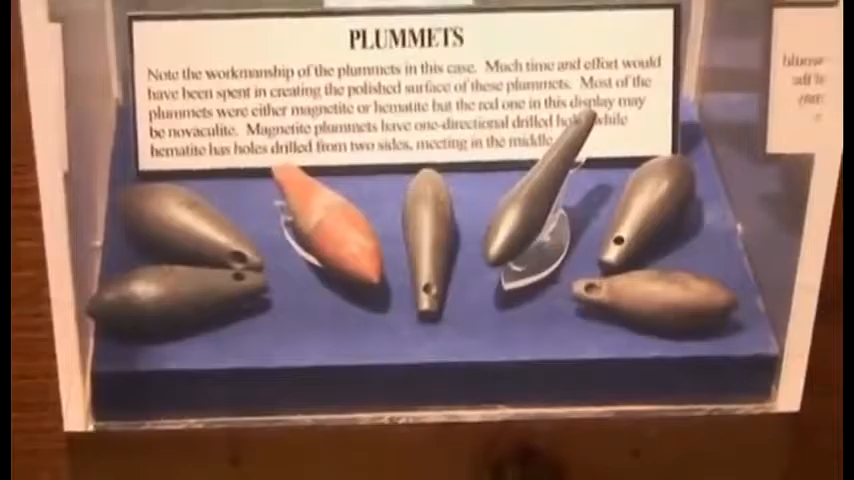 PLUMMETS
Note the workmanship of the plummets in this case. Much time and effort would
have been spent in creating the polished surface of these plummets. Most of the
plummets were either magnetite or hematite but the red one in this display may
be novaculite. Magnetite plummets have one-directional drilled while
hematite has holes drilled from two sides, meeting in the middle